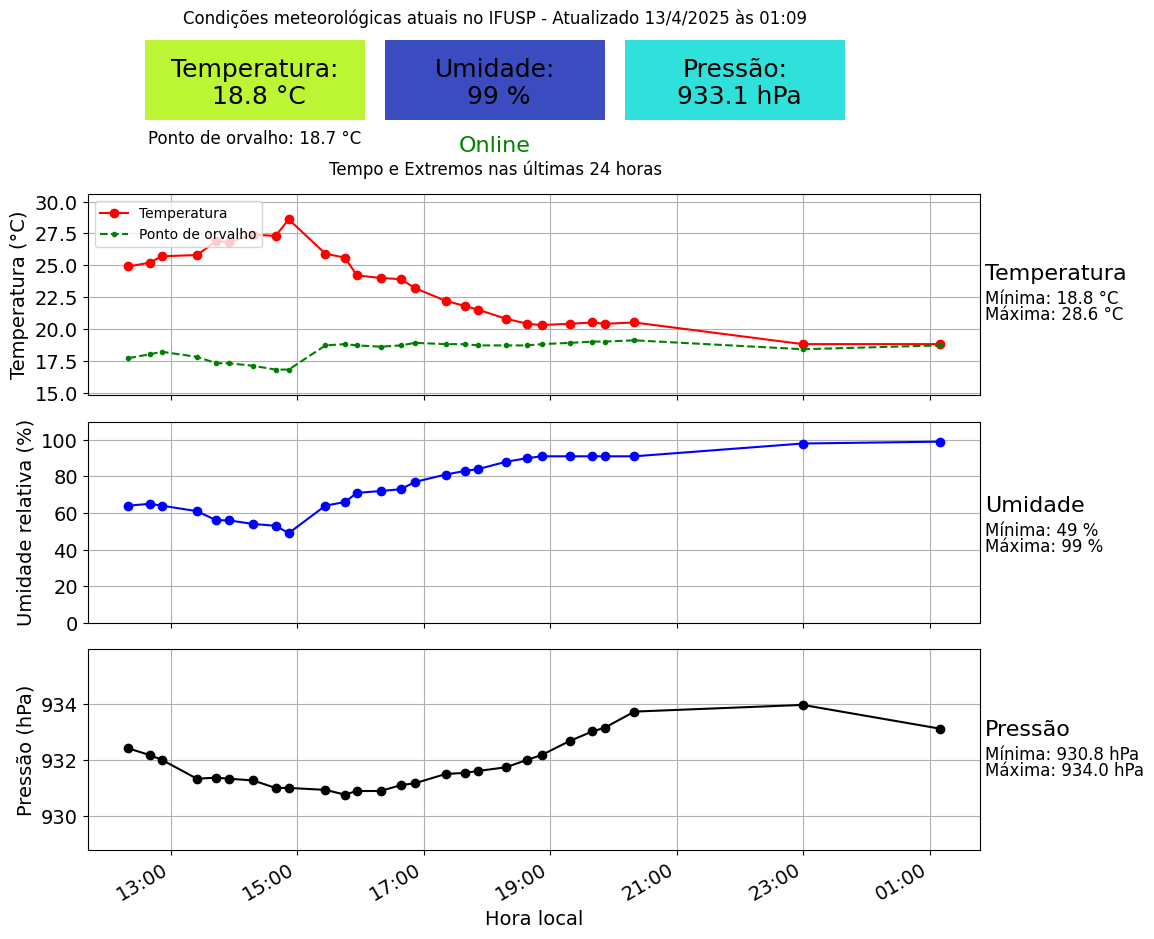 Condições meteorológicas atuais no IFUSP - Atualizado 13/4/2025 às 01:09
Temperatura:
18.8 °C
Umidade:
99 %
Pressão:
933.1 hPa
Ponto de orvalho: 18.7 °C
Online
Tempo e Extremos nas últimas 24 horas
Temperatura (°C)
30.0
27.5
25.0
22.5
20.0
17.5
15.0
Temperatura
Ponto de orvalho
Temperatura
Mínima: 18.8 °C
Máxima: 28.6 °C
Umidade relativa (%)
100
80
60
40
20
0
Umidade
Mínima: 49 %
Máxima: 99 %
Pressão (hPa)
934
932
930
Pressão
Mínima: 930.8 hPa
Máxima: 934.0 hPa
13:00
15:00
17:00
19:00
21:00
23:00
01:00
Hora local